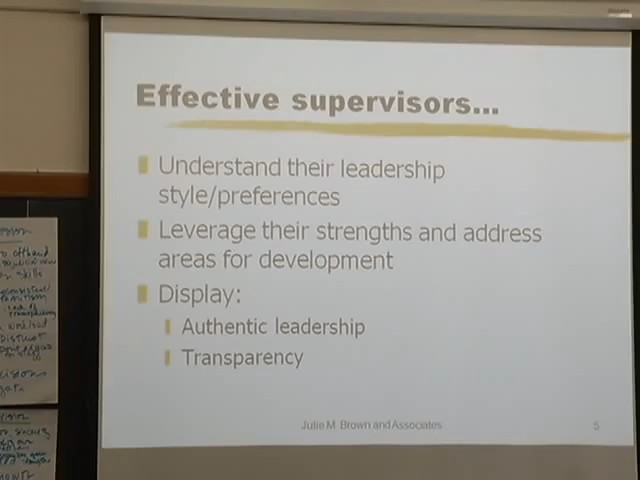 Effective supervisors...
Understand their leadership
style/preferences
Leverage their strengths and address
areas for development
Display:
Authentic leadership
Transparency
Julie M. Brown and Associates
5
skills